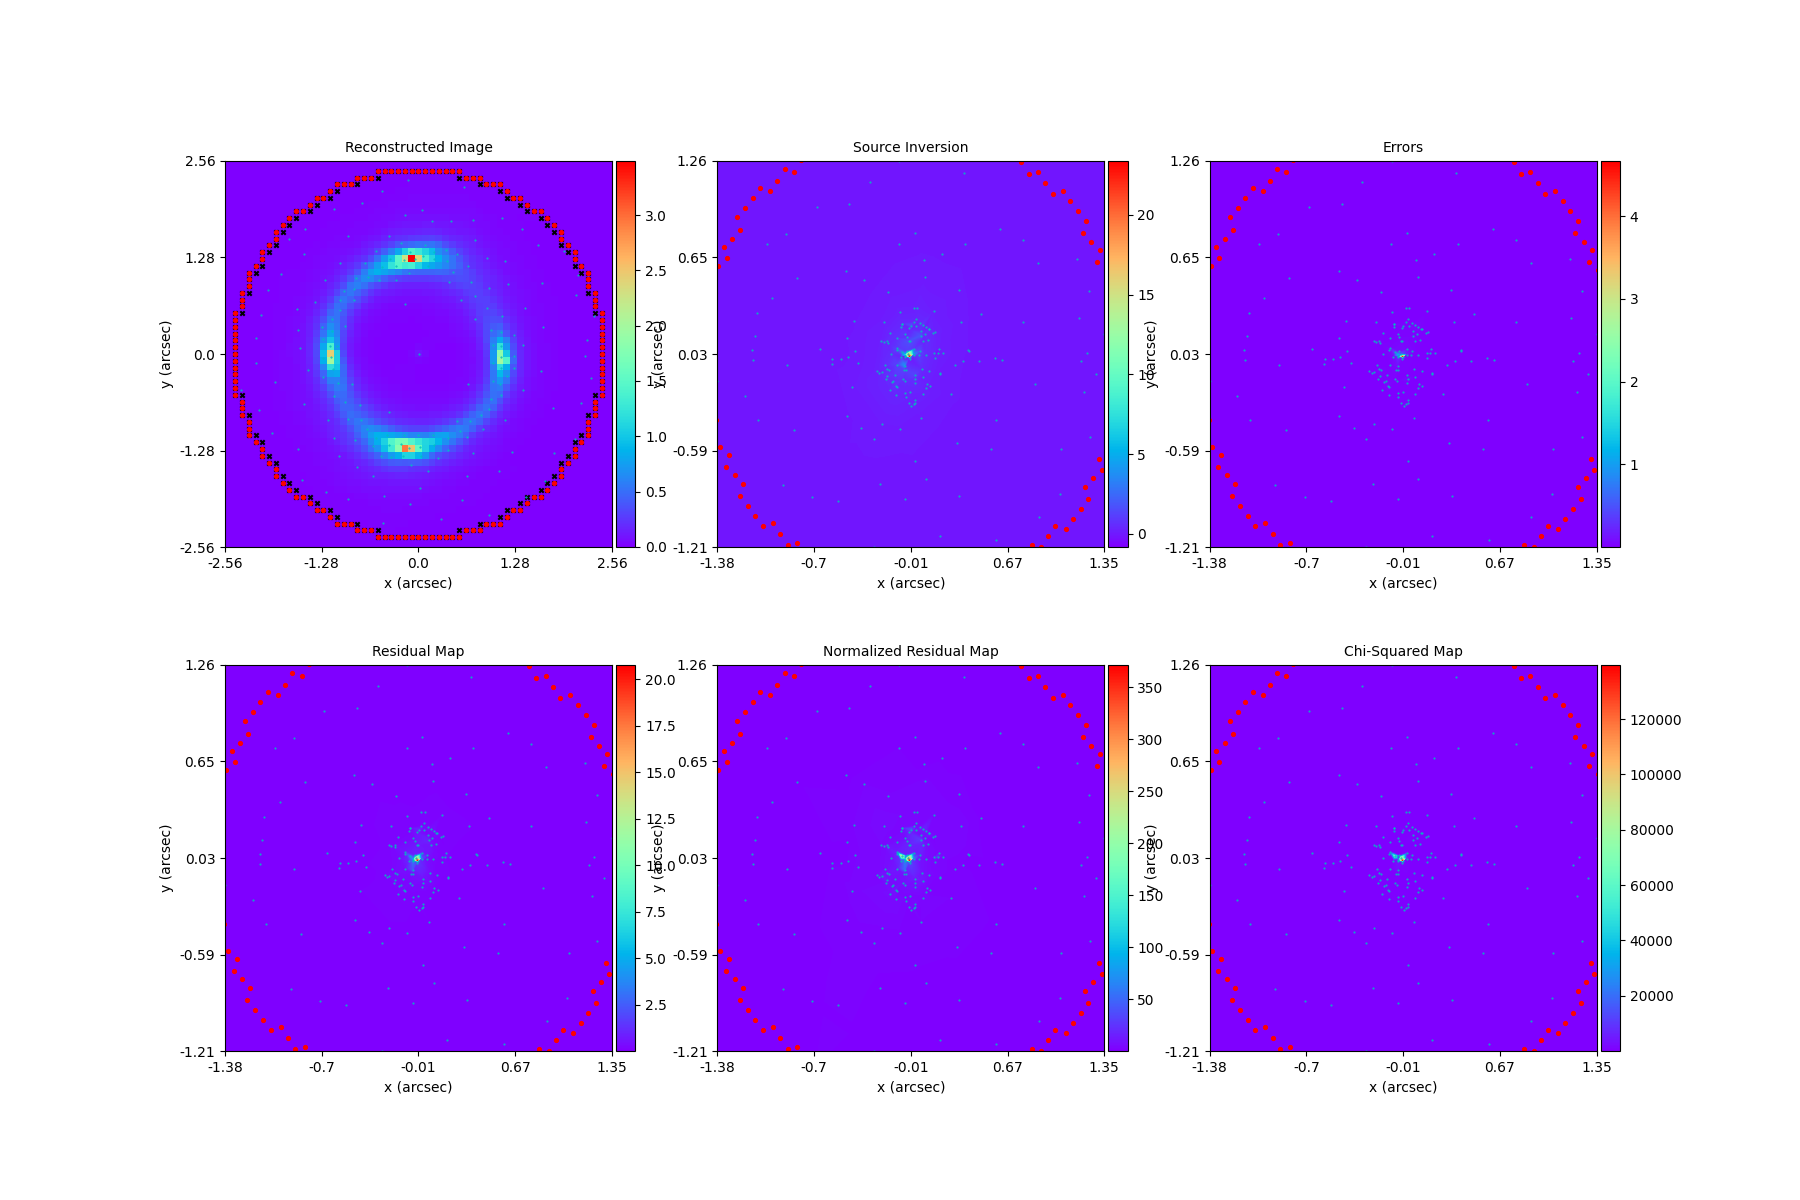 Reconstructed Image
2.56
1.28
0.0
-1.28
-2.56
y (arcsec)
-2.56 -1.28 0.0 1.28 2.56
x (arcsec)
3.0
2.5
2.0
1.5
1.0
0.5
0.0
Source Inversion
1.26
0.65
0.03
-0.59
-1.21
y (arcsec)
-1.38 -0.7 -0.01 0.67 1.35
x (arcsec)
20
15
10
5
0
Errors
1.26
0.65
0.03
-0.59
-1.21
y (arcsec)
-1.38 -0.7 -0.01 0.67 1.35
x (arcsec)
4
3
2
1
Residual Map
1.26
0.65
0.03
-0.59
-1.21
y (arcsec)
-1.38 -0.7 -0.01 0.67 1.35
x (arcsec)
20.0
17.5
15.0
12.5
10.0
7.5
5.0
2.5
Normalized Residual Map
1.26
0.65
0.03
-0.59
-1.21
y (arcsec)
-1.38 -0.7 -0.01 0.67 1.35
x (arcsec)
350
300
250
200
150
100
50
Chi-Squared Map
1.26
0.65
0.03
-0.59
-1.21
y (arcsec)
-1.38 -0.7 -0.01 0.67 1.35
x (arcsec)
120000
100000
80000
60000
40000
20000